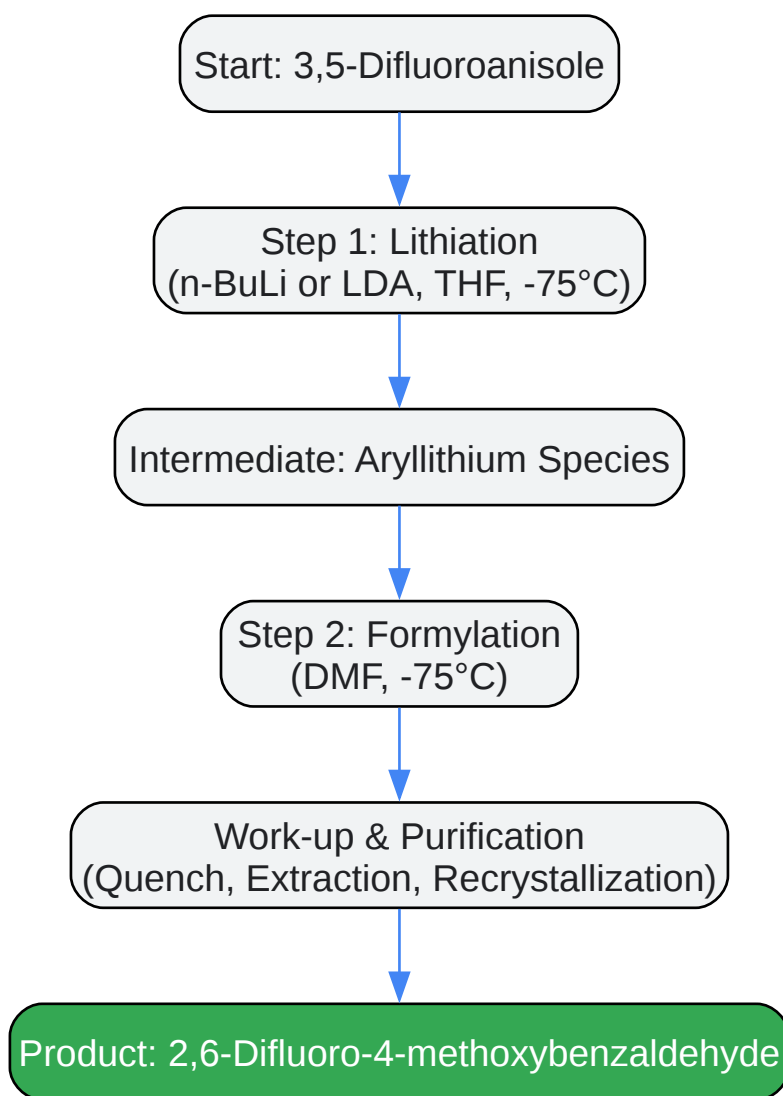 Start: 3,5-Difluoroanisole
Step 1: Lithiation
(n-BuLi or LDA, THF, -75°C)
Intermediate: Aryllithium Species
Step 2: Formylation
(DMF, -75°C)
Work-up & Purification
(Quench, Extraction, Recrystallization)
Product: 2,6-Difluoro-4-methoxybenzaldehyde